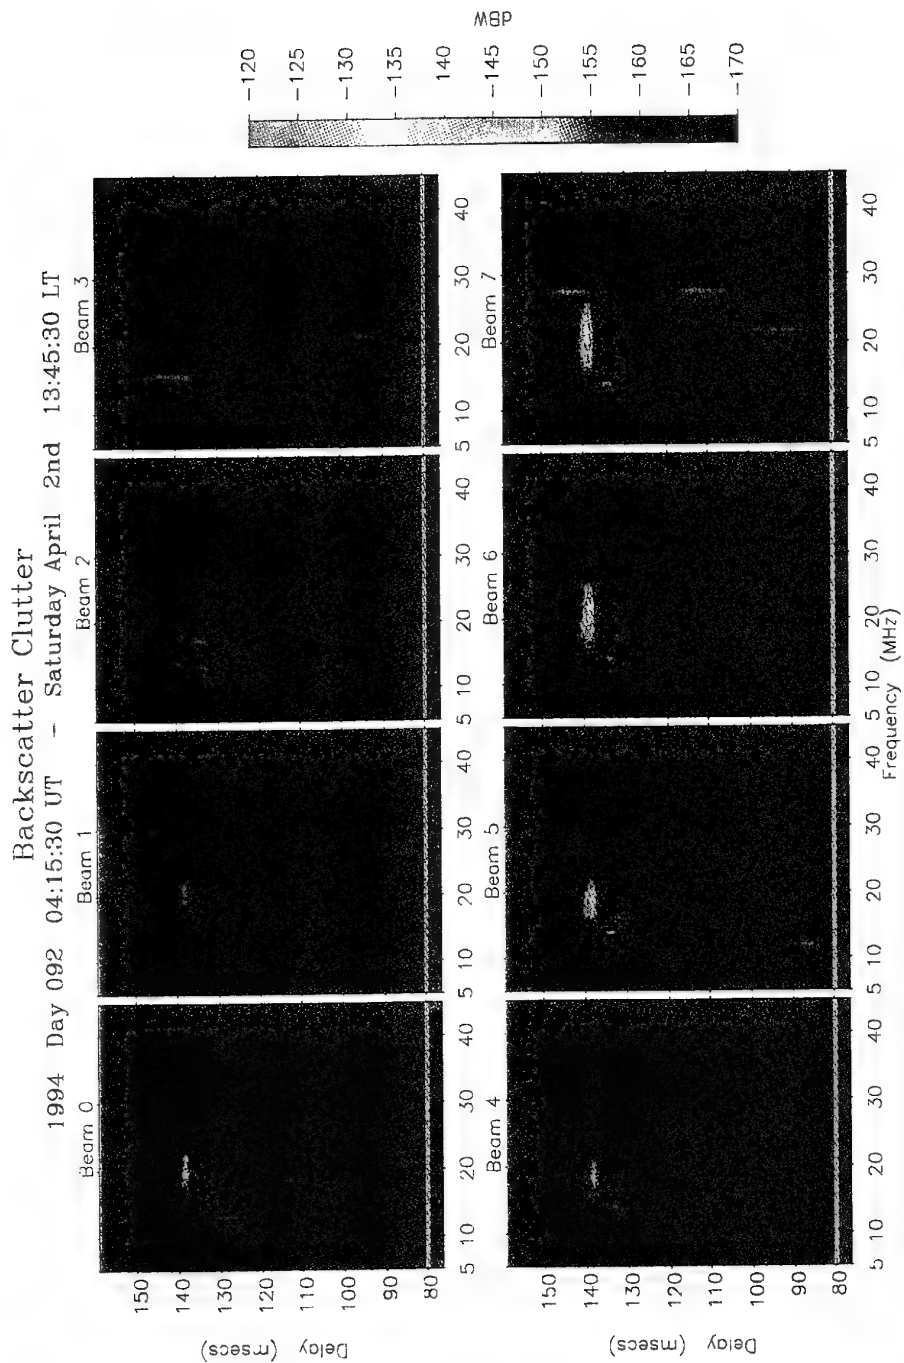 Backscatter Clutter
1994 Day 092 04:15:30 UT - Saturday April 2nd 13:45:30 LT
Beam 0
Beam 1
Beam 2
Beam 3
Delay (msecs)
150
140
130
120
110
100
90
80
5 10 20 30 40
5 10 20 30 40
5 10 20 30 40
5 10 20 30 40
Beam 4
Beam 5
Beam 6
Beam 7
Delay (msecs)
150
140
130
120
110
100
90
80
5 10 20 30 40
5 10 20 30 40
5 10 20 30 40
5 10 20 30 40
Frequency (MHz)
-120
-125
-130
-135
-140
-145
-150
-155
-160
-165
-170
dBW